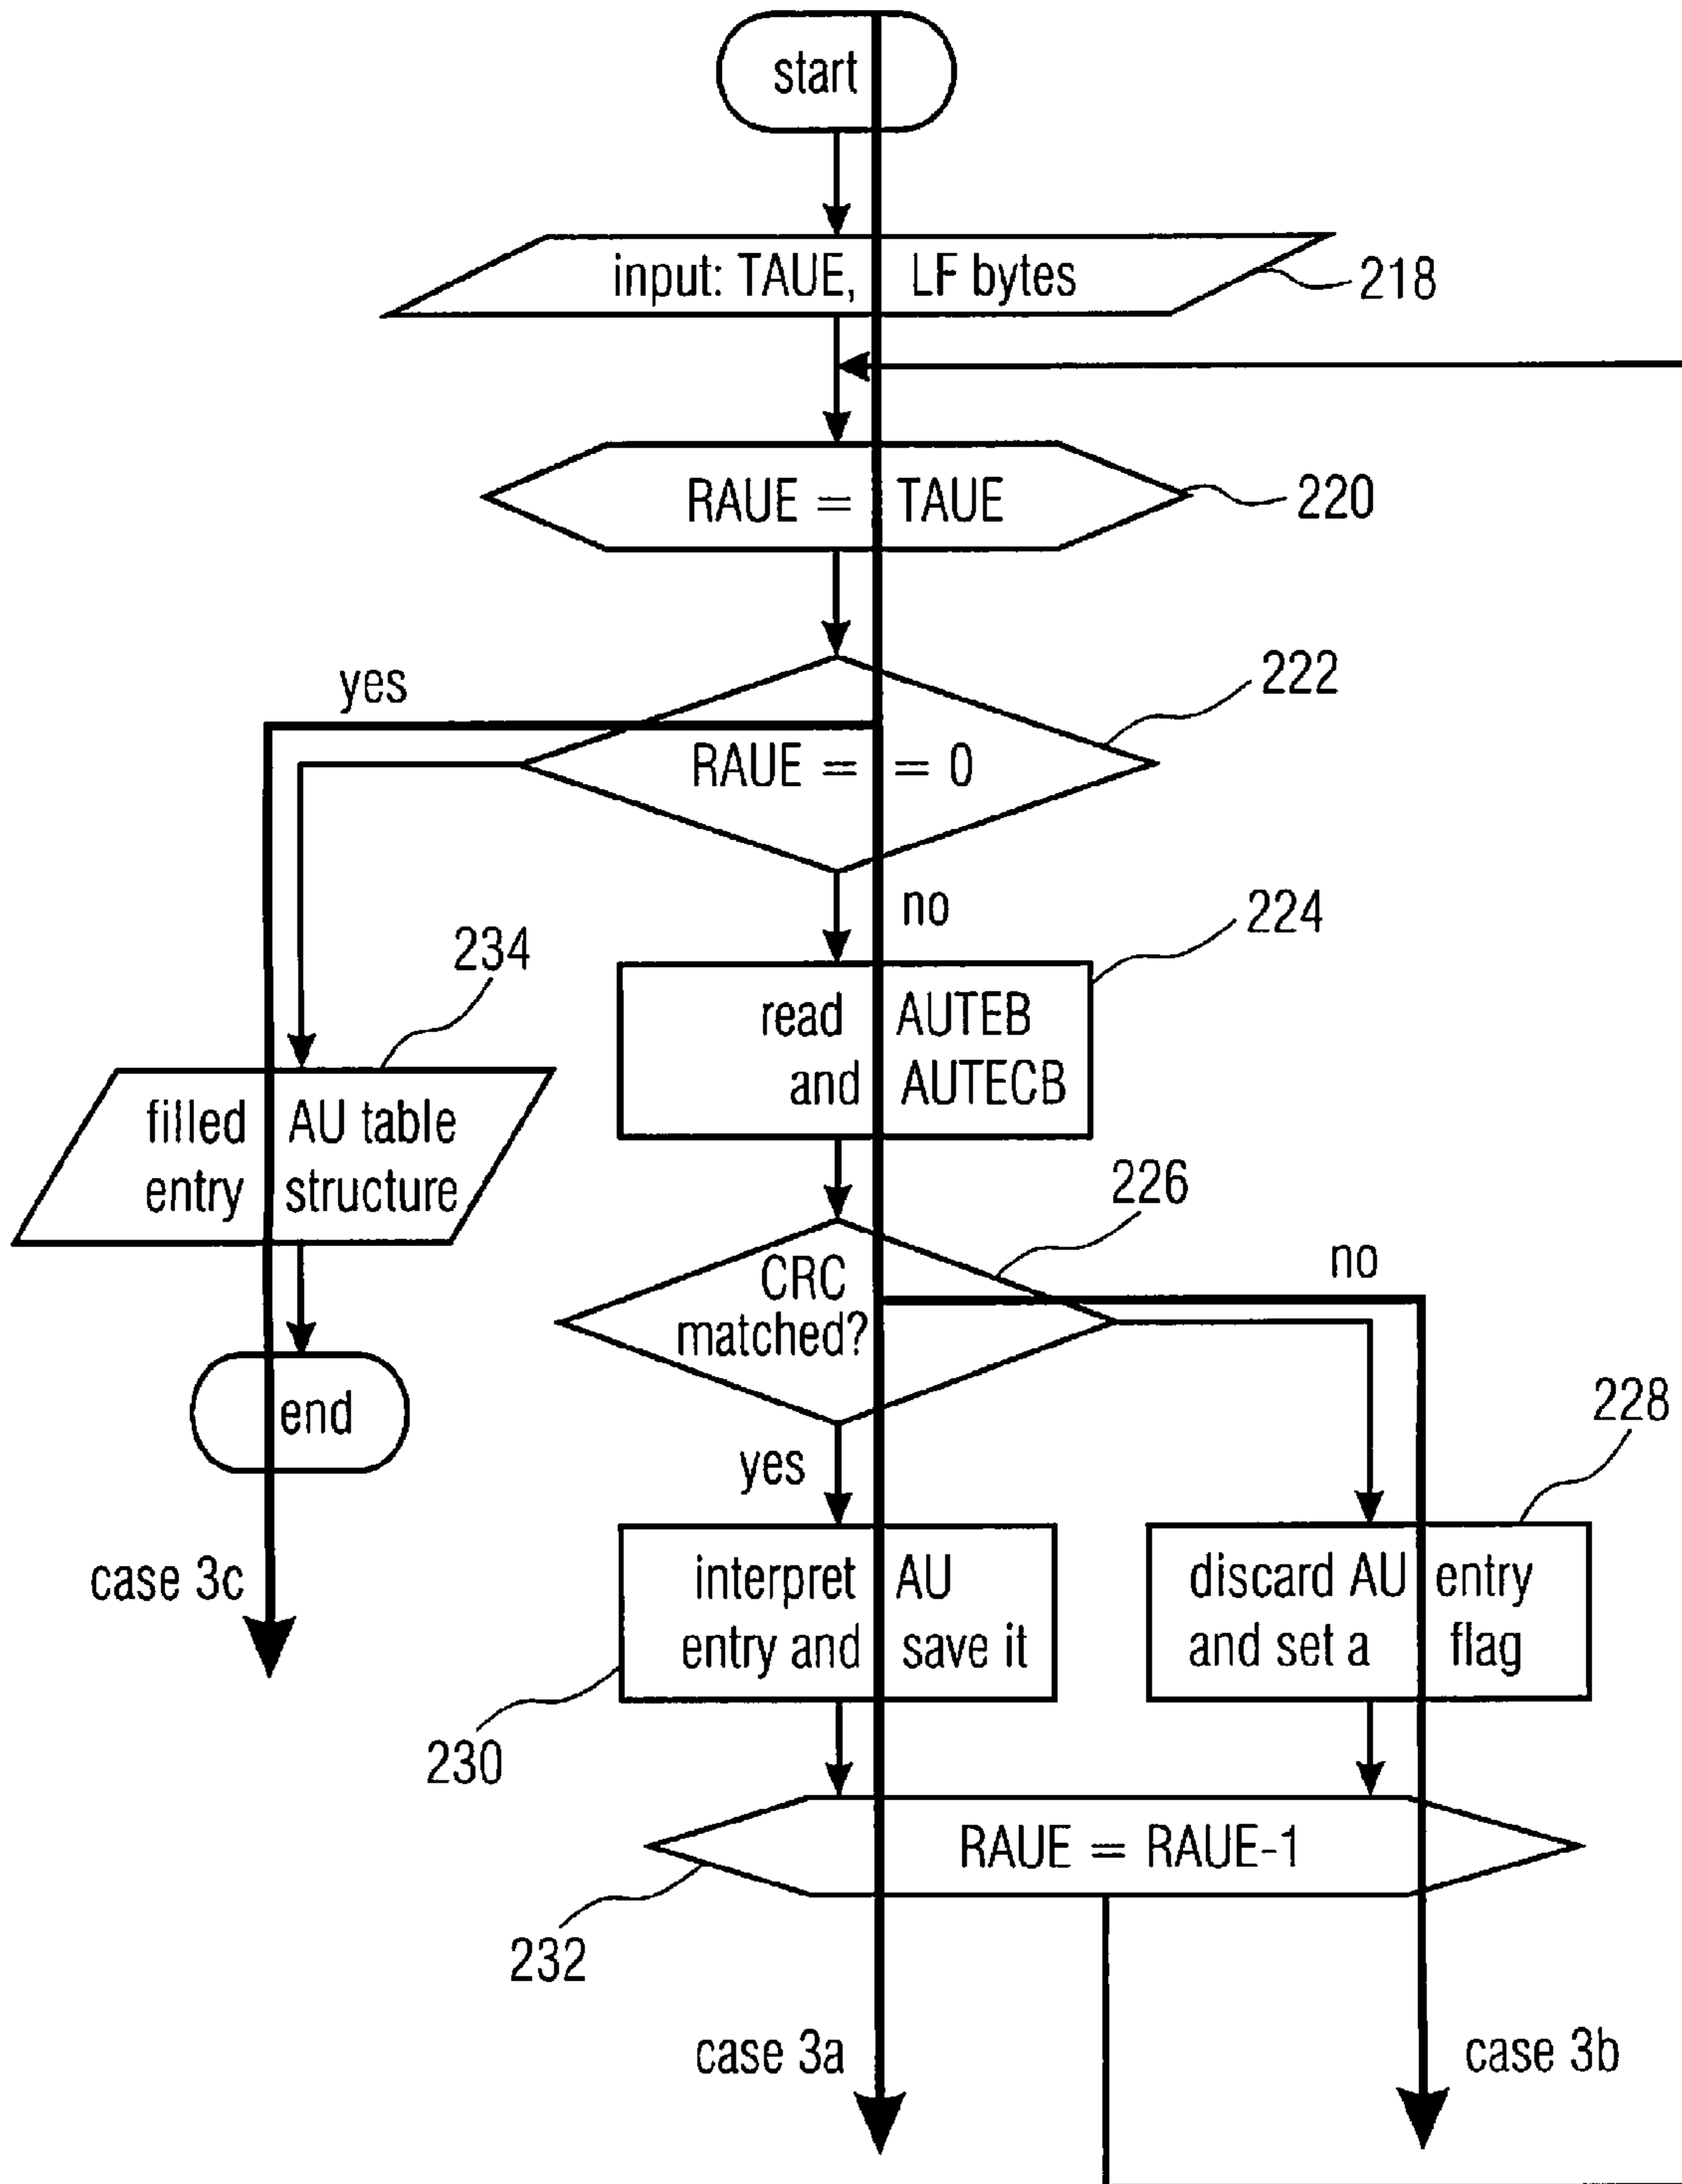 start
input: TAUE, LF bytes
218
RAUE = TAUE
220
222
yes
RAUE = = 0
no
224
234
read AUTEB
and AUTECB
filled AU table
entry structure
226
CRC
matched?
no
end
228
yes
case 3c
interpret AU
entry and save it
discard AU entry
and set a flag
230
RAUE = RAUE-1
232
case 3a
case 3b